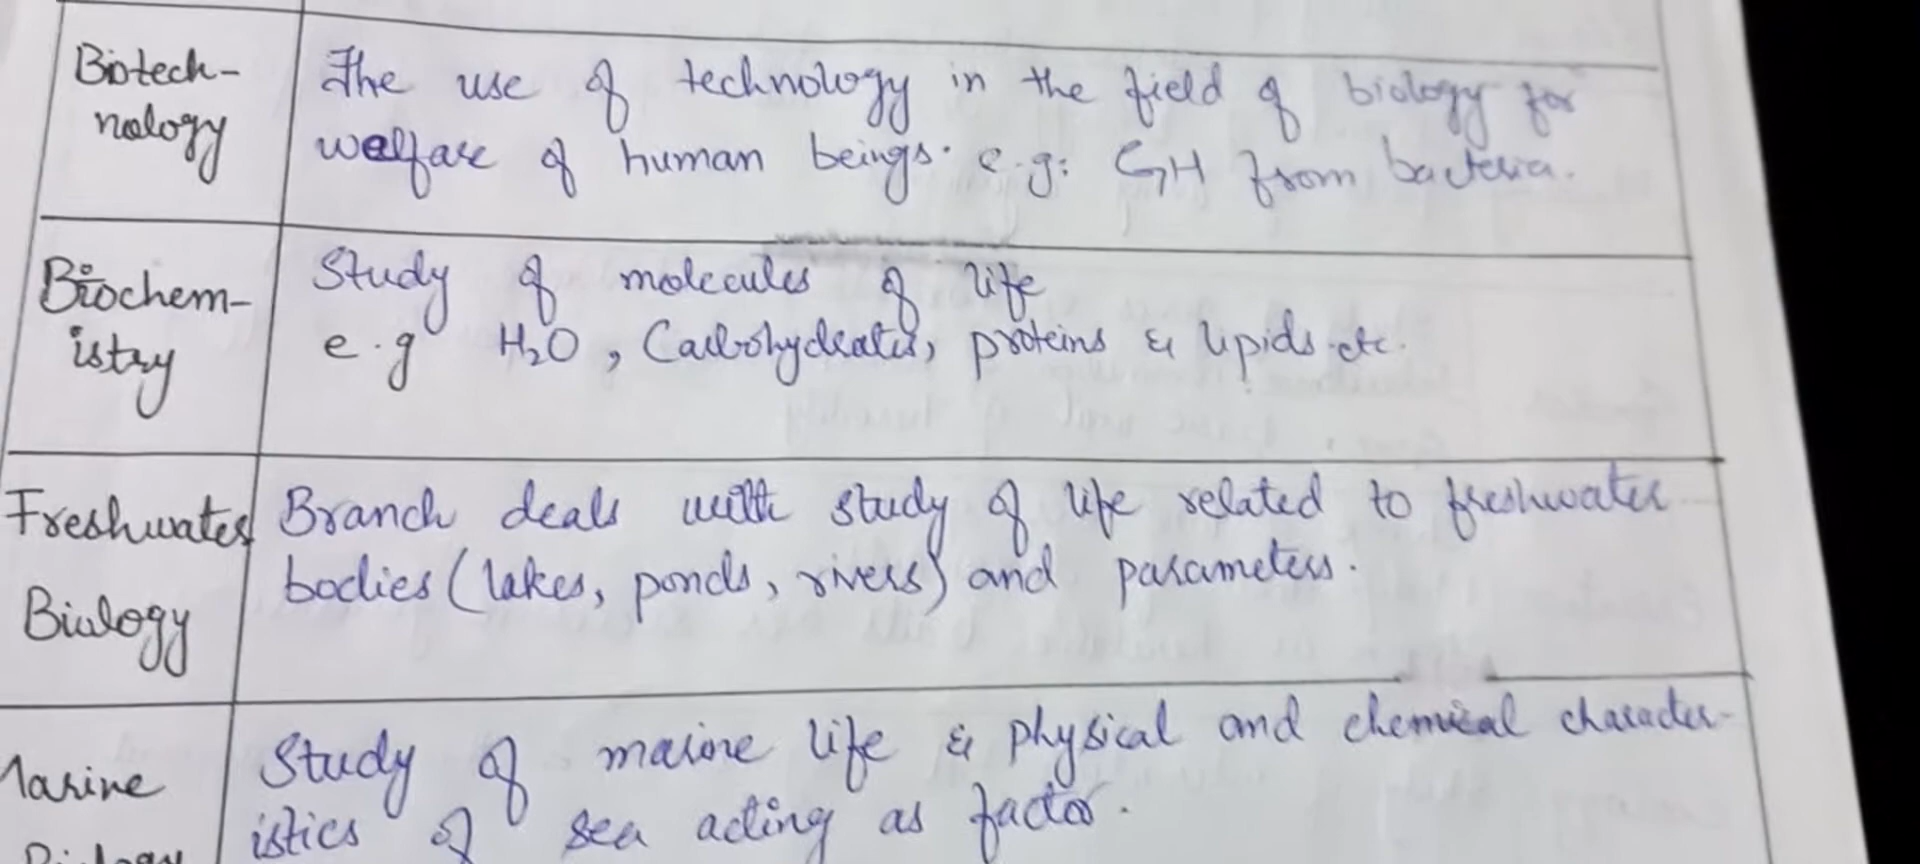 Biotech-
nology
The use of technology in the field of biology for
welfare of human beings. e.g: GH from bacteria.
Biochem-
istry
Study of molecules of life
e.g H₂O, Carbohydrates, proteins & lipids etc.
Freshwater
Biology
Branch deals with study of life related to freshwater
bodies (lakes, ponds, rivers) and parameters.
Marine
Biology
Study of marine life & physical and chemical character-
istics of sea acting as factor.